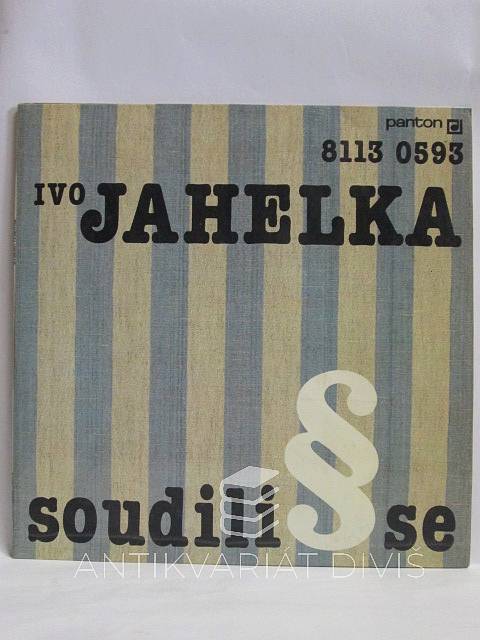 panton
8113 0593
IVO JAHELKA
soudili § se
ANTIKVARIÁT DIVIŠ